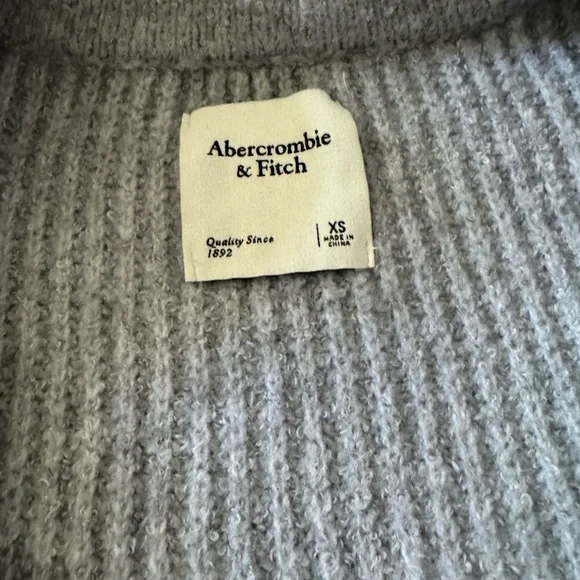 Abercrombie
& Fitch
Quality Since
1892
XS
MADE IN
CHINA